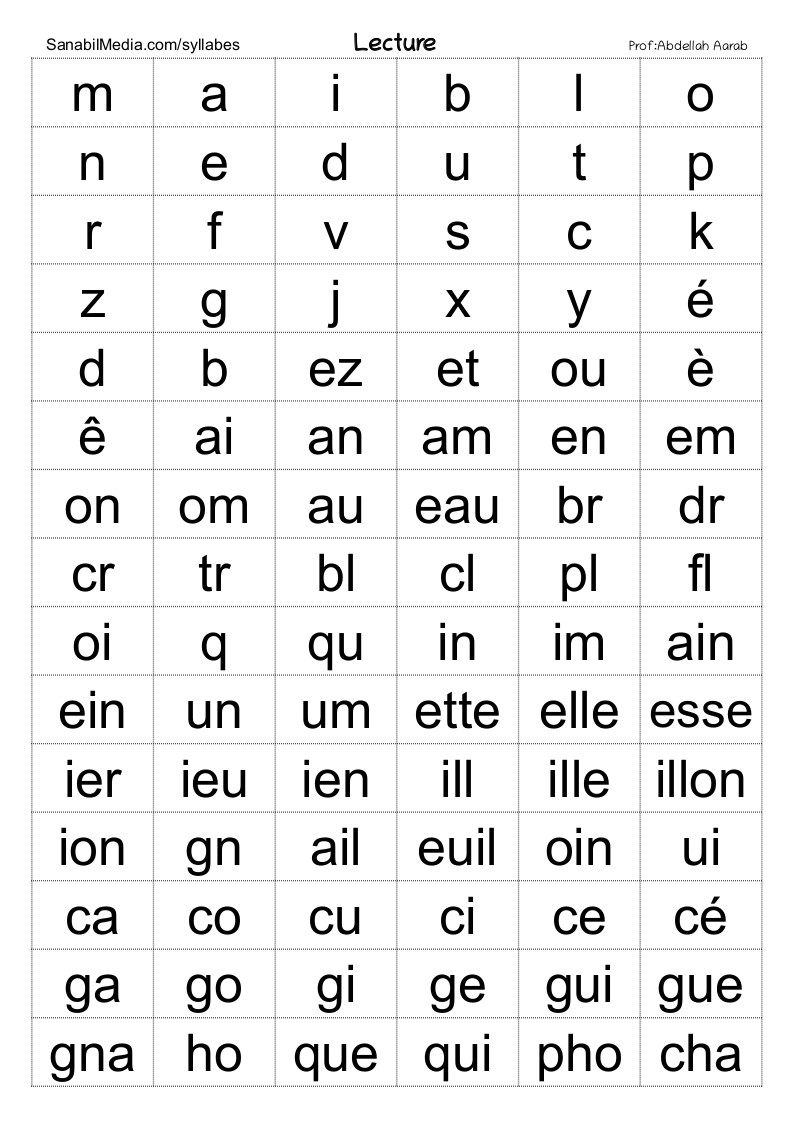 SanabilMedia.com/syllabes Lecture Prof:Abdellah Aarab
m a i b l o
n e d u t p
r f v s c k
z g j x y é
d b ez et ou è
ê ai an am en em
on om au eau br dr
cr tr bl cl pl fl
oi q qu in im ain
ein un um ette elle esse
ier ieu ien ill ille illon
ion gn ail euil oin ui
ca co cu ci ce cé
ga go gi ge gui gue
gna ho que qui pho cha